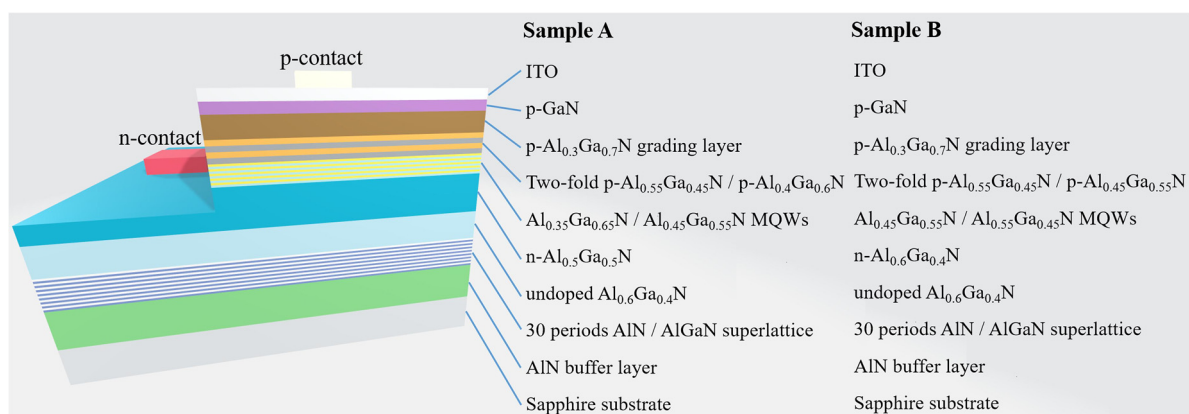 Sample A Sample B
p-contact
n-contact
ITO ITO
p-GaN p-GaN
p-Al₀.₃Ga₀.₇N grading layer p-Al₀.₃Ga₀.₇N grading layer
Two-fold p-Al₀.₅₅Ga₀.₄₅N / p-Al₀.₄Ga₀.₆N Two-fold p-Al₀.₅₅Ga₀.₄₅N / p-Al₀.₄₅Ga₀.₅₅N
Al₀.₃₅Ga₀.₆₅N / Al₀.₄₅Ga₀.₅₅N MQWs Al₀.₄₅Ga₀.₅₅N / Al₀.₅₅Ga₀.₄₅N MQWs
n-Al₀.₅Ga₀.₅N n-Al₀.₆Ga₀.₄N
undoped Al₀.₆Ga₀.₄N undoped Al₀.₆Ga₀.₄N
30 periods AlN / AlGaN superlattice 30 periods AlN / AlGaN superlattice
AlN buffer layer AlN buffer layer
Sapphire substrate Sapphire substrate